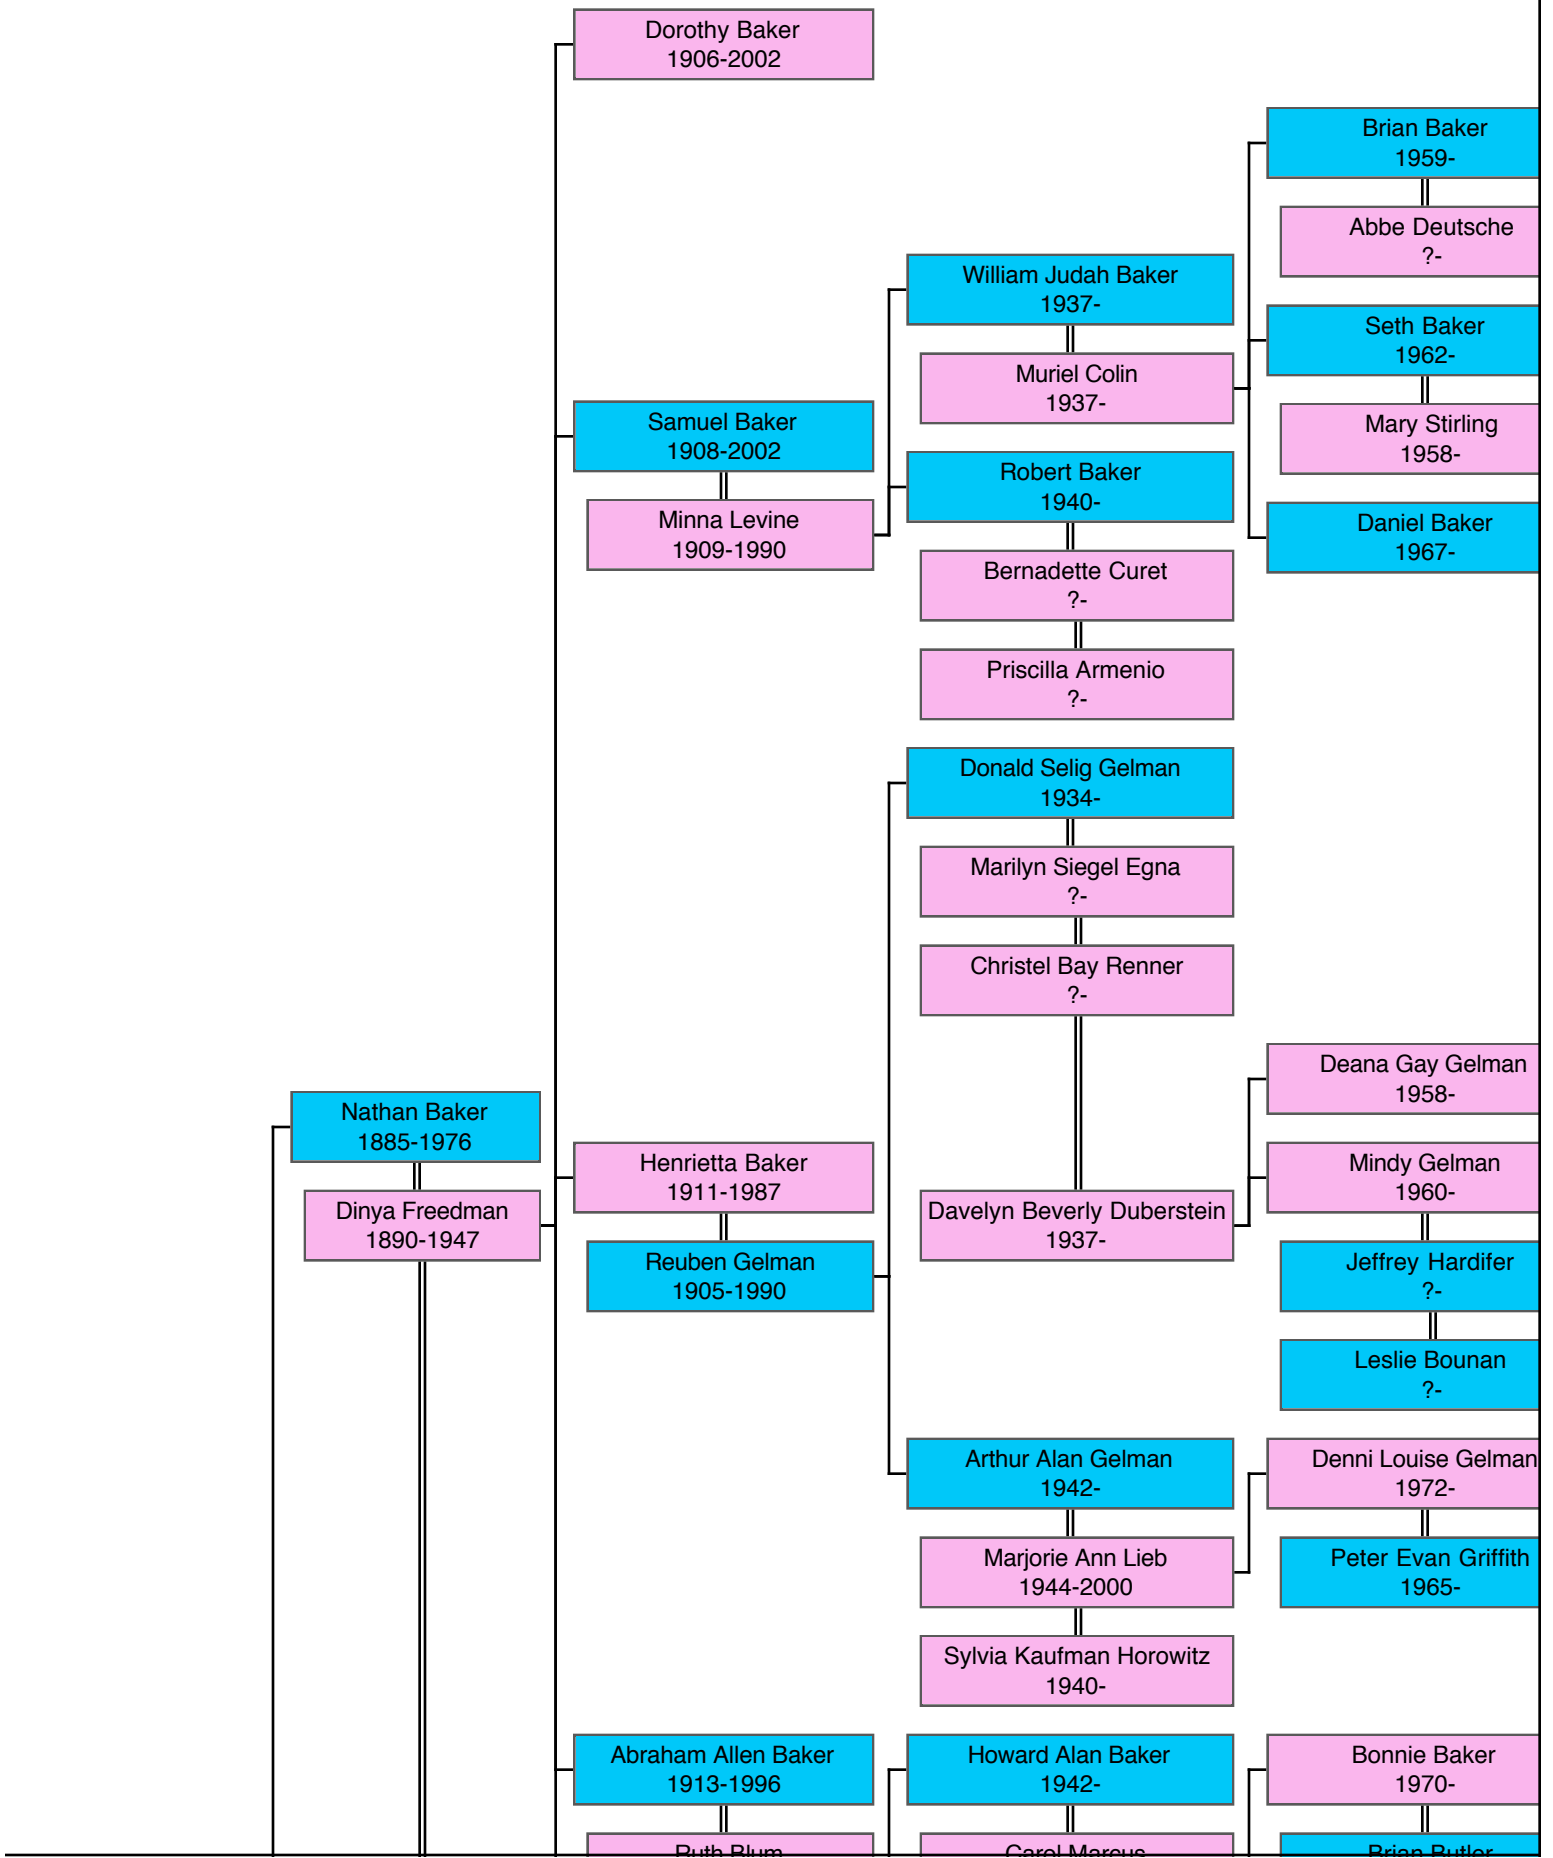 Dorothy Baker
1906-2002
Brian Baker
1959-
Abbe Deutsche
?-
William Judah Baker
1937-
Seth Baker
1962-
Muriel Colin
1937-
Samuel Baker
1908-2002
Mary Stirling
1958-
Robert Baker
1940-
Minna Levine
1909-1990
Daniel Baker
1967-
Bernadette Curet
?-
Priscilla Armenio
?-
Donald Selig Gelman
1934-
Marilyn Siegel Egna
?-
Christel Bay Renner
?-
Deana Gay Gelman
1958-
Nathan Baker
1885-1976
Henrietta Baker
1911-1987
Mindy Gelman
1960-
Dinya Freedman
1890-1947
Davelyn Beverly Duberstein
1937-
Reuben Gelman
1905-1990
Jeffrey Hardifer
?-
Leslie Bounan
?-
Arthur Alan Gelman
1942-
Denni Louise Gelman
1972-
Marjorie Ann Lieb
1944-2000
Peter Evan Griffith
1965-
Sylvia Kaufman Horowitz
1940-
Abraham Allen Baker
1913-1996
Howard Alan Baker
1942-
Bonnie Baker
1970-
Ruth Blum
Carol Marcus
Brian Butler